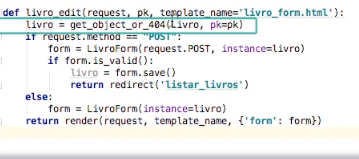 def livro_edit(request, pk, template_name='livro_form.html'):
livro = get_object_or_404(Livro, pk=pk)
if request.method == "POST":
form = LivroForm(request.POST, instance=livro)
if form.is_valid():
livro = form.save()
return redirect('listar_livros')
else:
form = LivroForm(instance=livro)
return render(request, template_name, {'form': form})